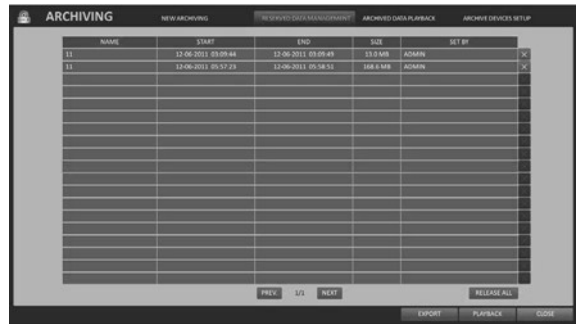 ARCHIVING NEW ARCHIVING RESERVED DATA MANAGEMENT ARCHIVED DATA PLAYBACK ARCHIVE DEVICES SETUP
NAME START END SIZE SET BY
11 12-06-2011 03:09:44 12-06-2011 03:09:49 13.0 MB ADMIN X
11 12-06-2011 05:57:23 12-06-2011 05:58:51 168.6 MB ADMIN X
PREV. 1/1 NEXT RELEASE ALL
EXPORT PLAYBACK CLOSE